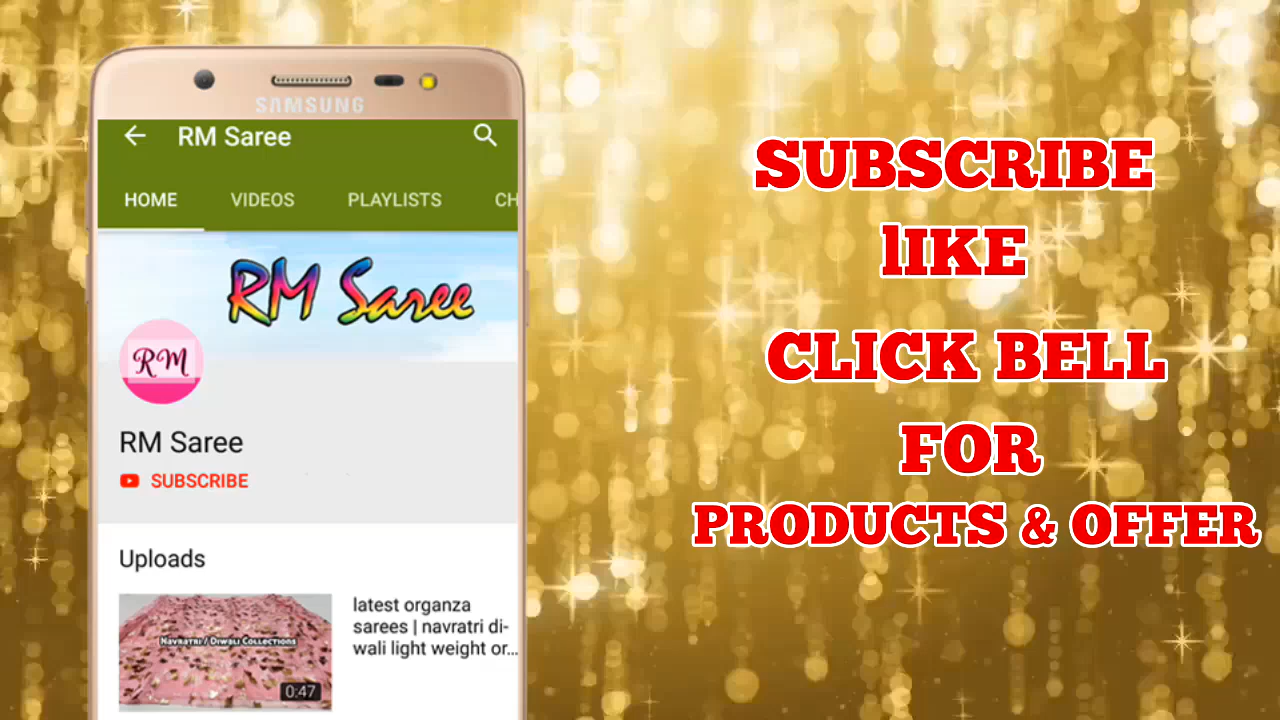 SAMSUNG
RM Saree
HOME VIDEOS PLAYLISTS CH
RM Saree
RM
RM Saree
SUBSCRIBE
Uploads
Navratri / Diwali Collections
0:47
latest organza
sarees | navratri di-
wali light weight or...
SUBSCRIBE
lIKE
CLICK BELL
FOR
PRODUCTS & OFFER